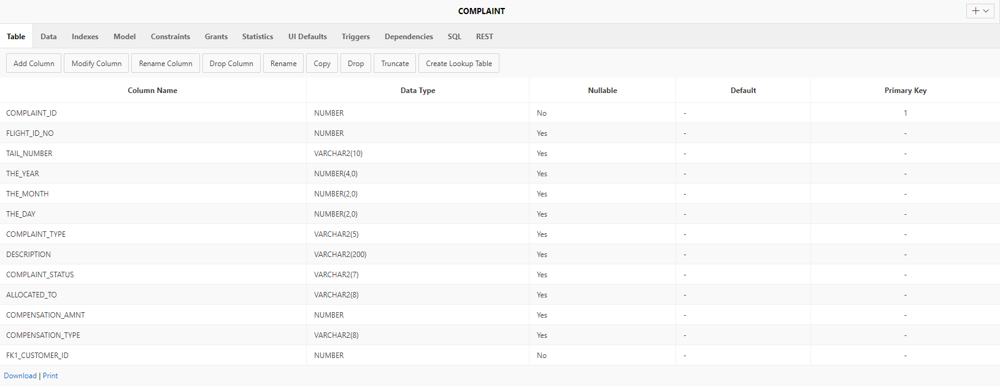 COMPLAINT
Table Data Indexes Model Constraints Grants Statistics UI Defaults Triggers Dependencies SQL REST
Add Column Modify Column Rename Column Drop Column Rename Copy Drop Truncate Create Lookup Table
Column Name Data Type Nullable Default Primary Key
COMPLAINT_ID NUMBER No - 1
FLIGHT_ID_NO NUMBER Yes - -
TAIL_NUMBER VARCHAR2(10) Yes - -
THE_YEAR NUMBER(4,0) Yes - -
THE_MONTH NUMBER(2,0) Yes - -
THE_DAY NUMBER(2,0) Yes - -
COMPLAINT_TYPE VARCHAR2(5) Yes - -
DESCRIPTION VARCHAR2(200) Yes - -
COMPLAINT_STATUS VARCHAR2(7) Yes - -
ALLOCATED_TO VARCHAR2(8) Yes - -
COMPENSATION_AMNT NUMBER Yes - -
COMPENSATION_TYPE VARCHAR2(8) Yes - -
FK1_CUSTOMER_ID NUMBER No - -
Download | Print